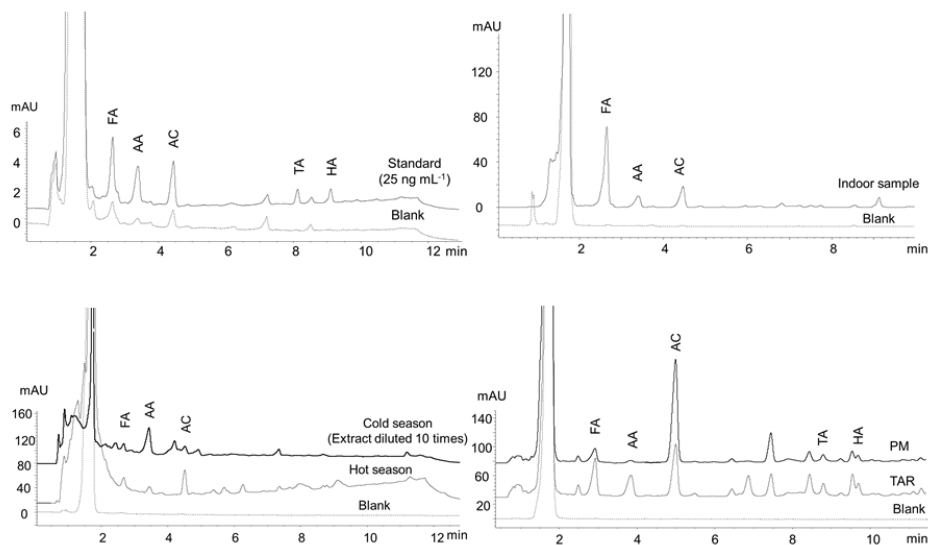 mAU
6
4
2
0
FA
AA
AC
TA
HA
Standard
(25 ng mL⁻¹)
Blank
2
4
6
8
10
12 min
mAU
120
80
40
0
FA
AA
AC
Indoor sample
Blank
2
4
6
8
min
mAU
160
120
80
40
0
FA
AA
AC
Cold season
(Extract diluted 10 times)
Hot season
Blank
2
4
6
8
10
12 min
mAU
140
100
60
20
FA
AA
AC
TA
HA
PM
TAR
Blank
2
4
6
8
10
min